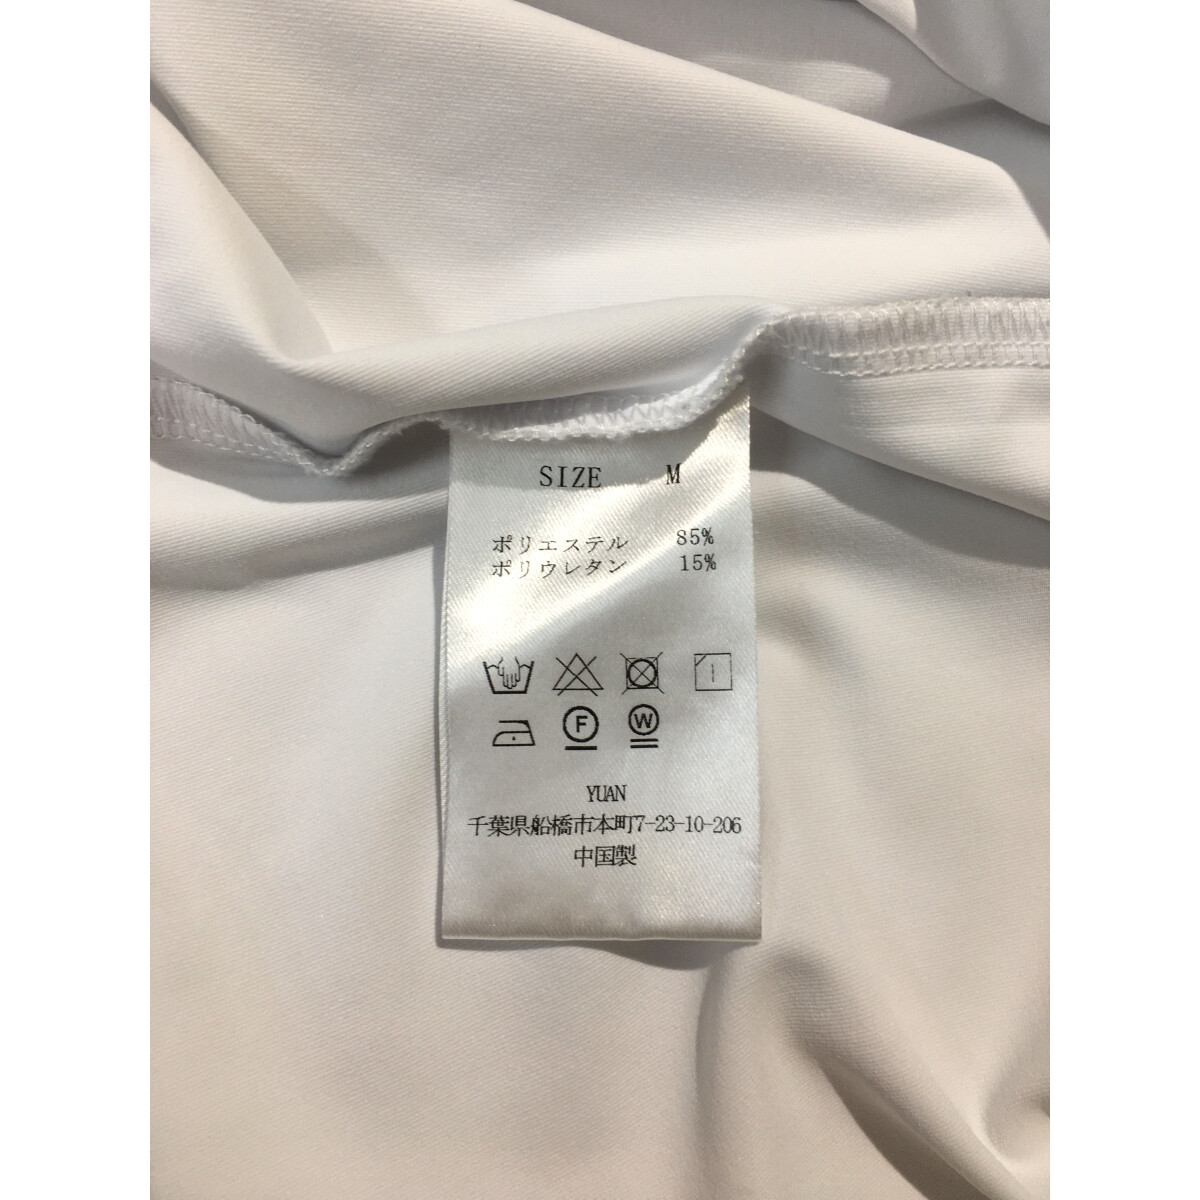 SIZE M
ポリエステル 85%
ポリウレタン 15%
F W
YUAN
千葉県船橋市本町7-23-10-206
中国製